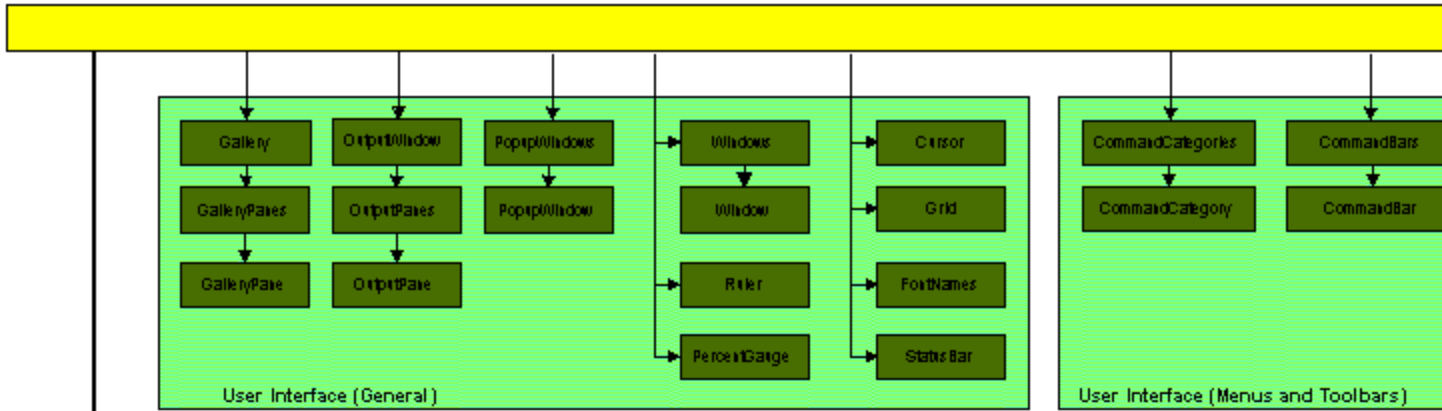 Gallery
OutputWindow
PopupWindows
Windows
Cursor
CommandCategories
CommandBars
GalleryPanes
OutputPanes
PopupWindow
Window
Grid
CommandCategory
CommandBar
GalleryPane
OutputPane
Ruler
FontNames
PercentGauge
StatusBar
User Interface (General)
User Interface (Menus and Toolbars)